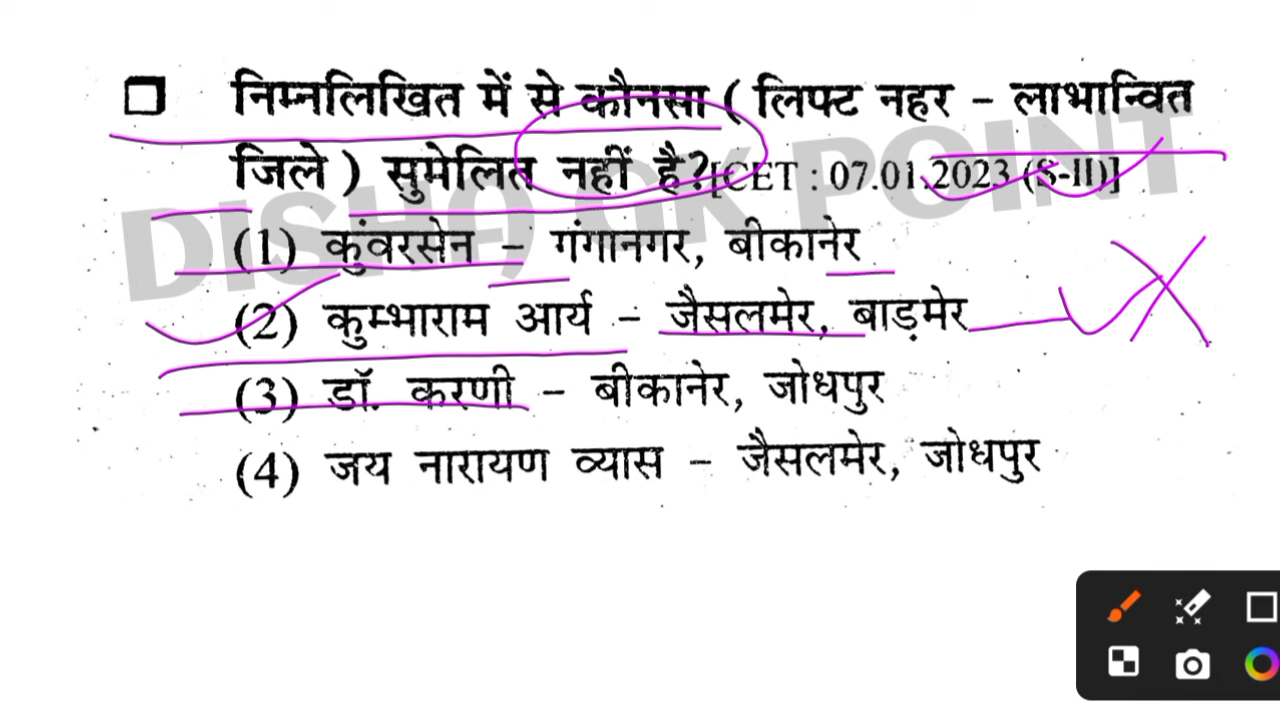 निम्नलिखित में से कौनसा ( लिफ्ट नहर - लाभान्वित
जिले ) सुमेलित नहीं है? [CET : 07.01.2023 (S-II)]
(1) कुंवरसेन - गंगानगर, बीकानेर
(2) कुम्भाराम आर्य - जैसलमेर, बाड़मेर
(3) डॉ. करणी - बीकानेर, जोधपुर
(4) जय नारायण व्यास - जैसलमेर, जोधपुर
POINT